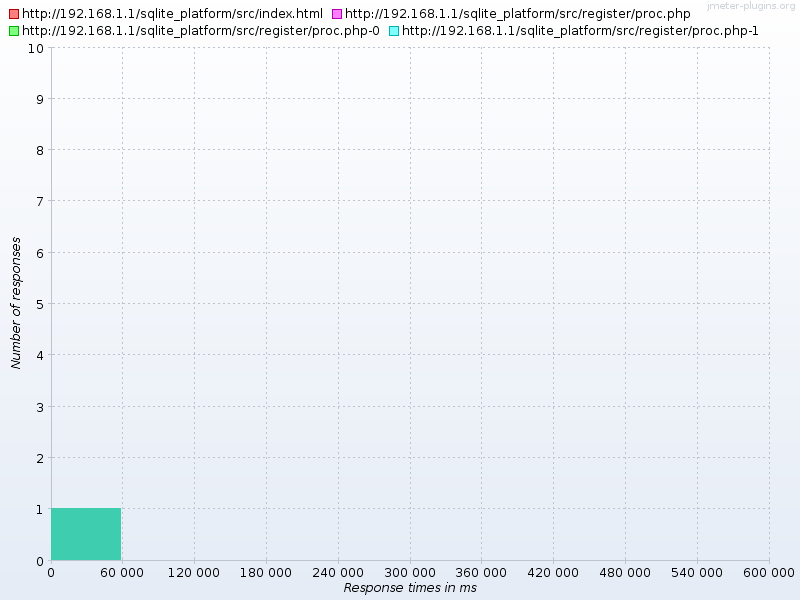 jmeter-plugins.org
http://192.168.1.1/sqlite_platform/src/index.html http://192.168.1.1/sqlite_platform/src/register/proc.php
http://192.168.1.1/sqlite_platform/src/register/proc.php-0 http://192.168.1.1/sqlite_platform/src/register/proc.php-1
10
9
8
7
6
5
4
3
2
1
0
Number of responses
0 60 000 120 000 180 000 240 000 300 000 360 000 420 000 480 000 540 000 600 000
Response times in ms